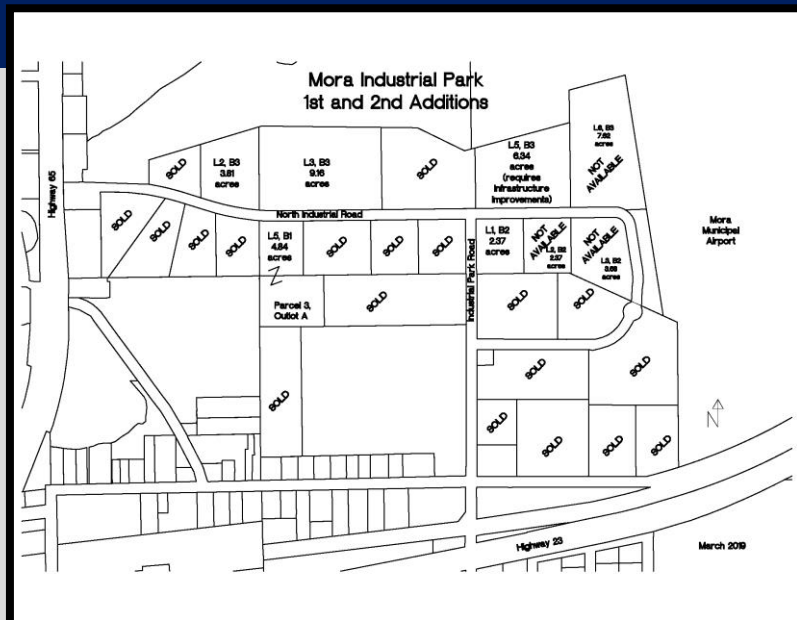 Mora Industrial Park
1st and 2nd Additions
Highway 65
SOLD
L2, B3
3.81
acres
L3, B3
9.16
acres
SOLD
L5, B3
6.34
acres
(requires
Infrastructure
Improvements)
L6, B3
7.62
acres
NOT
AVAILABLE
North Industrial Road
Mora
Municipal
Airport
SOLD
SOLD
SOLD
SOLD
L5, B1
4.84
acres
SOLD
SOLD
SOLD
Industrial Park Road
L1, B2
2.37
acres
NOT
AVAILABLE
L2, B2
2.37
acres
NOT
AVAILABLE
L3, B2
acres
Z
Parcel 3,
Outlot A
SOLD
SOLD
SOLD
SOLD
SOLD
SOLD
SOLD
SOLD
SOLD
SOLD
N
Highway 23
March 2019